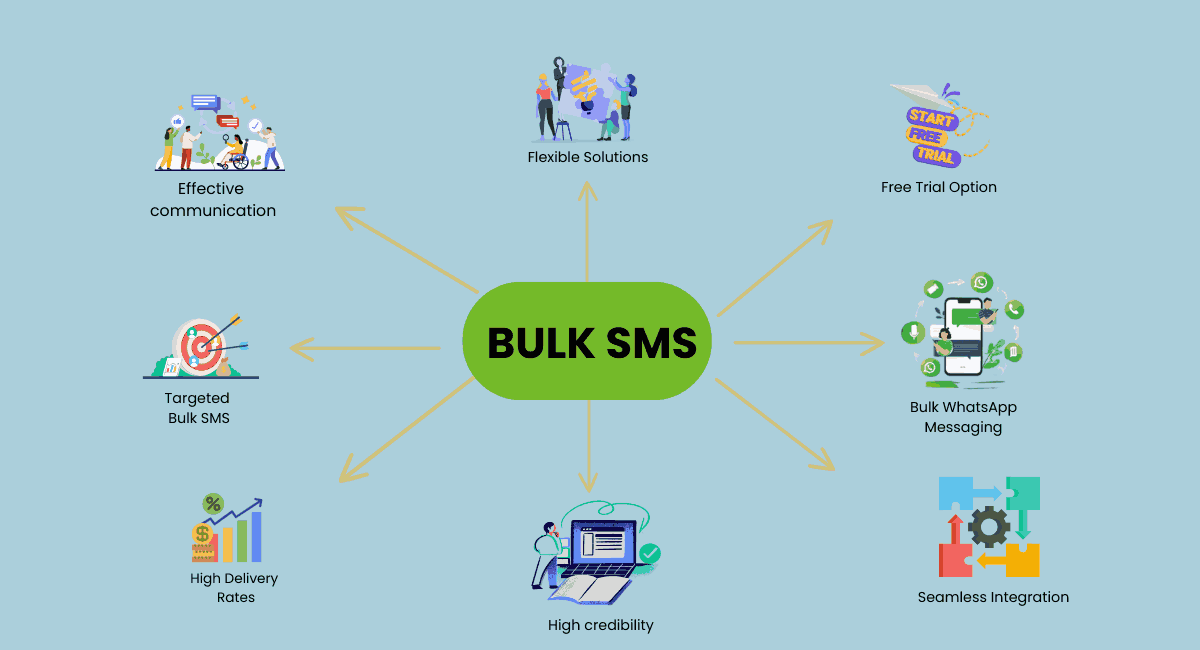 Flexible Solutions
START
FREE
TRIAL
Free Trial Option
Effective
communication
BULK SMS
Targeted
Bulk SMS
Bulk WhatsApp
Messaging
%
$
High Delivery
Rates
High credibility
Seamless Integration